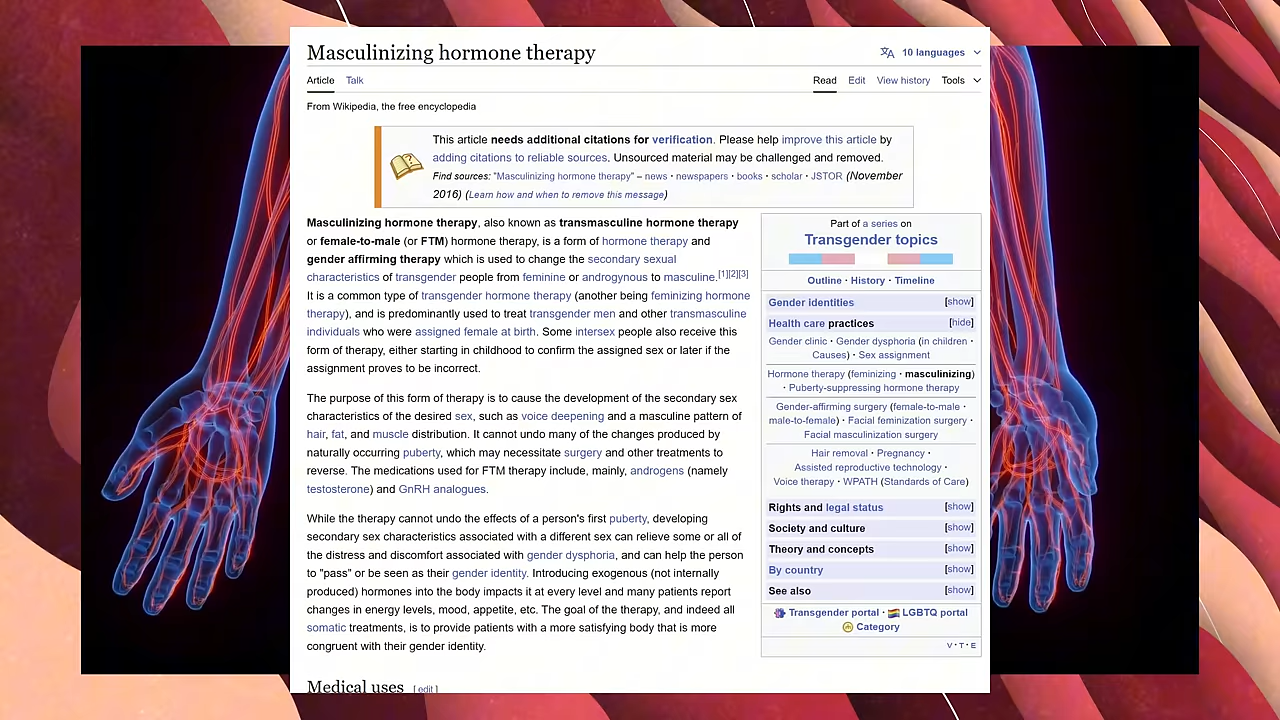 Masculinizing hormone therapy
10 languages
Article Talk
Read Edit View history Tools
From Wikipedia, the free encyclopedia
This article needs additional citations for verification. Please help improve this article by
adding citations to reliable sources. Unsourced material may be challenged and removed.
Find sources: "Masculinizing hormone therapy" – news · newspapers · books · scholar · JSTOR (November
2016) (Learn how and when to remove this message)
Masculinizing hormone therapy, also known as transmasculine hormone therapy
or female-to-male (or FTM) hormone therapy, is a form of hormone therapy and
gender affirming therapy which is used to change the secondary sexual
characteristics of transgender people from feminine or androgynous to masculine.[1][2][3]
It is a common type of transgender hormone therapy (another being feminizing hormone
therapy), and is predominantly used to treat transgender men and other transmasculine
individuals who were assigned female at birth. Some intersex people also receive this
form of therapy, either starting in childhood to confirm the assigned sex or later if the
assignment proves to be incorrect.
The purpose of this form of therapy is to cause the development of the secondary sex
characteristics of the desired sex, such as voice deepening and a masculine pattern of
hair, fat, and muscle distribution. It cannot undo many of the changes produced by
naturally occurring puberty, which may necessitate surgery and other treatments to
reverse. The medications used for FTM therapy include, mainly, androgens (namely
testosterone) and GnRH analogues.
While the therapy cannot undo the effects of a person's first puberty, developing
secondary sex characteristics associated with a different sex can relieve some or all of
the distress and discomfort associated with gender dysphoria, and can help the person
to "pass" or be seen as their gender identity. Introducing exogenous (not internally
produced) hormones into the body impacts it at every level and many patients report
changes in energy levels, mood, appetite, etc. The goal of the therapy, and indeed all
somatic treatments, is to provide patients with a more satisfying body that is more
congruent with their gender identity.
Medical uses [edit]
Part of a series on
Transgender topics
Outline · History · Timeline
Gender identities [show]
Health care practices [hide]
Gender clinic · Gender dysphoria (in children ·
Causes) · Sex assignment
Hormone therapy (feminizing · masculinizing)
· Puberty-suppressing hormone therapy
Gender-affirming surgery (female-to-male ·
male-to-female) · Facial feminization surgery ·
Facial masculinization surgery
Hair removal · Pregnancy ·
Assisted reproductive technology ·
Voice therapy · WPATH (Standards of Care)
Rights and legal status [show]
Society and culture [show]
Theory and concepts [show]
By country [show]
See also [show]
Transgender portal · LGBTQ portal
Category
V · T · E